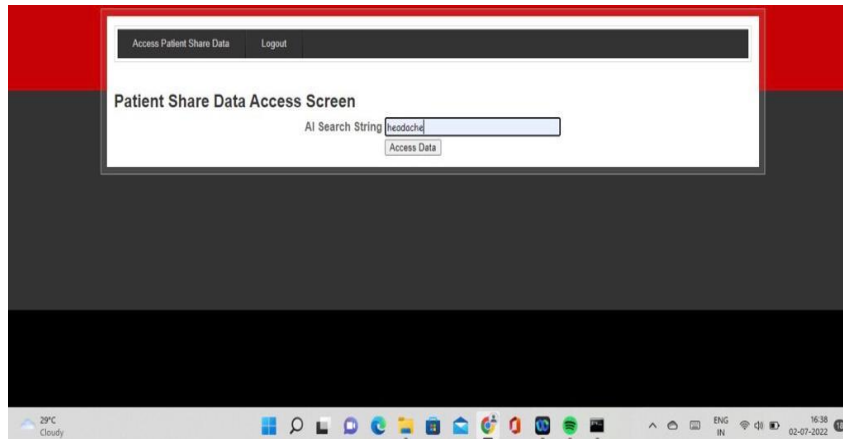 Access Patient Share Data Logout
Patient Share Data Access Screen
AI Search String headache
Access Data
29°C
Cloudy
ENG
IN
16:38
02-07-2022